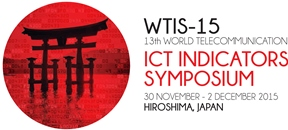 WTIS-15
13th WORLD TELECOMMUNICATION
ICT INDICATORS
SYMPOSIUM
30 NOVEMBER - 2 DECEMBER 2015
HIROSHIMA, JAPAN